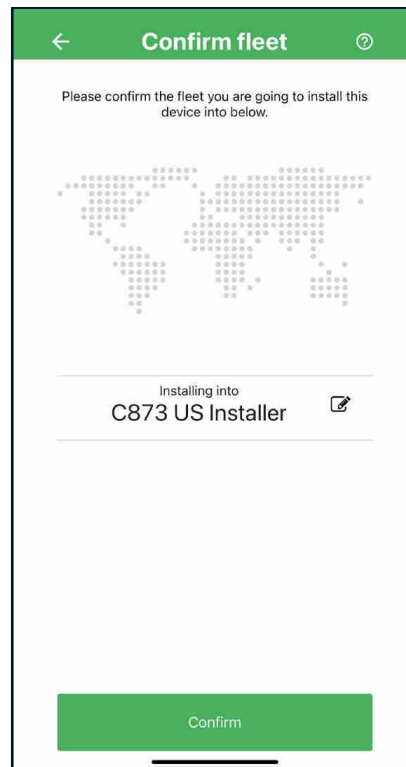 Confirm fleet
Please confirm the fleet you are going to install this
device into below.
Installing into
C873 US Installer
Confirm